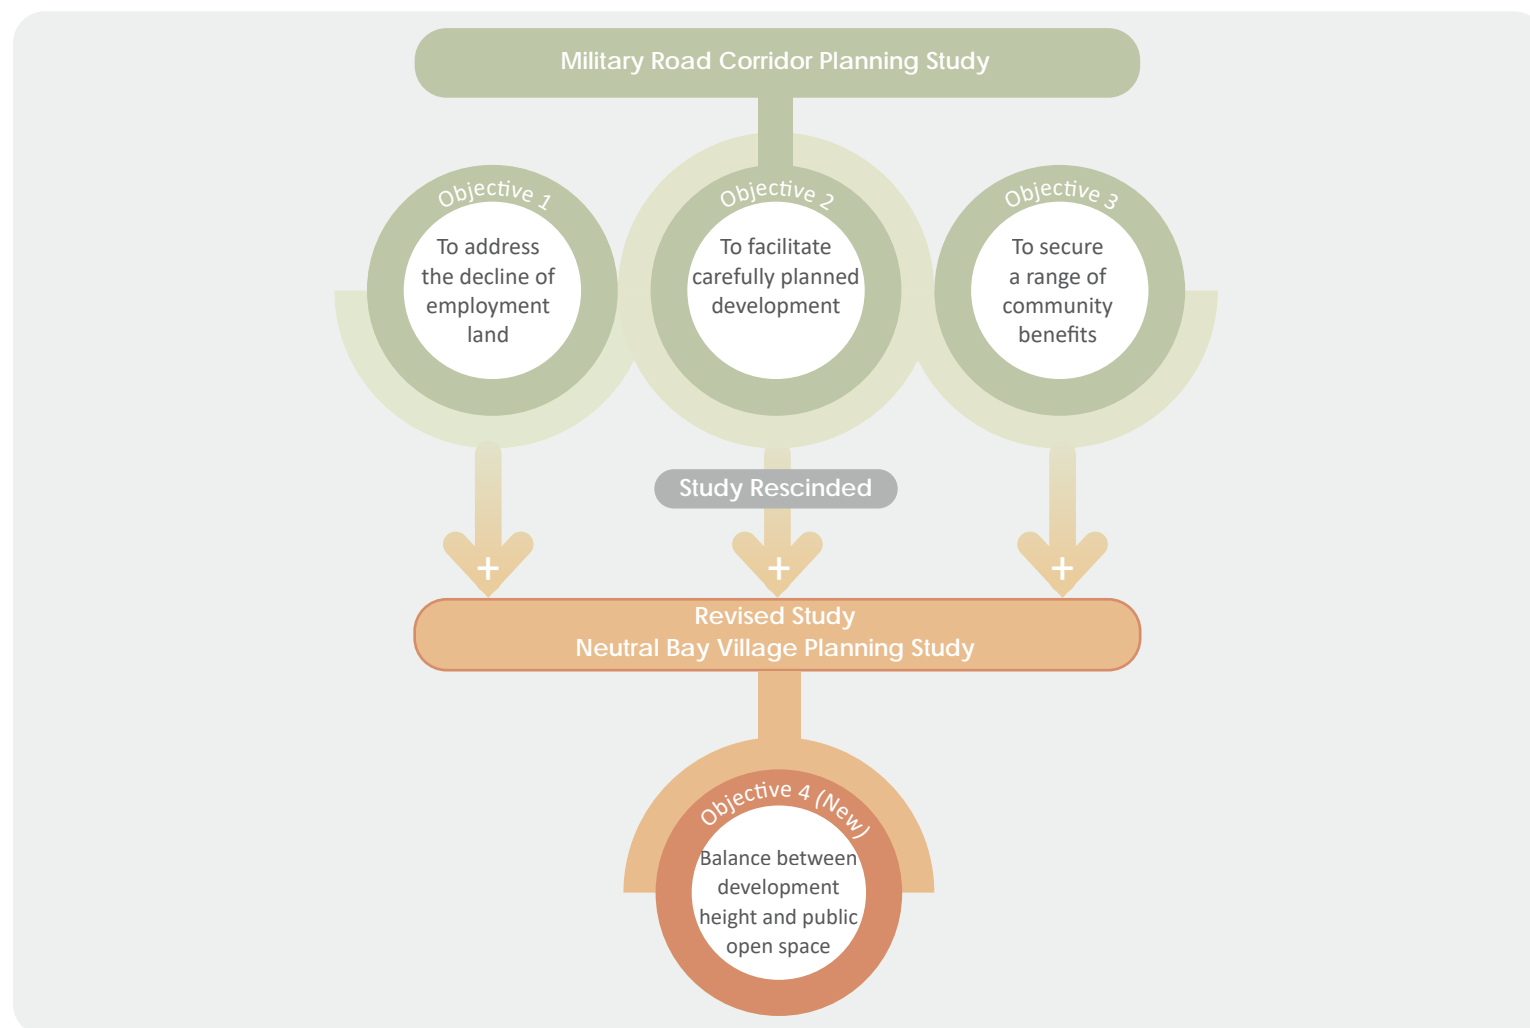 Military Road Corridor Planning Study
Objective 1
To address
the decline of
employment
land
Objective 2
To facilitate
carefully planned
development
Objective 3
To secure
a range of
community
benefits
Study Rescinded
+
+
+
Revised Study
Neutral Bay Village Planning Study
Objective 4 (New)
Balance between
development
height and public
open space